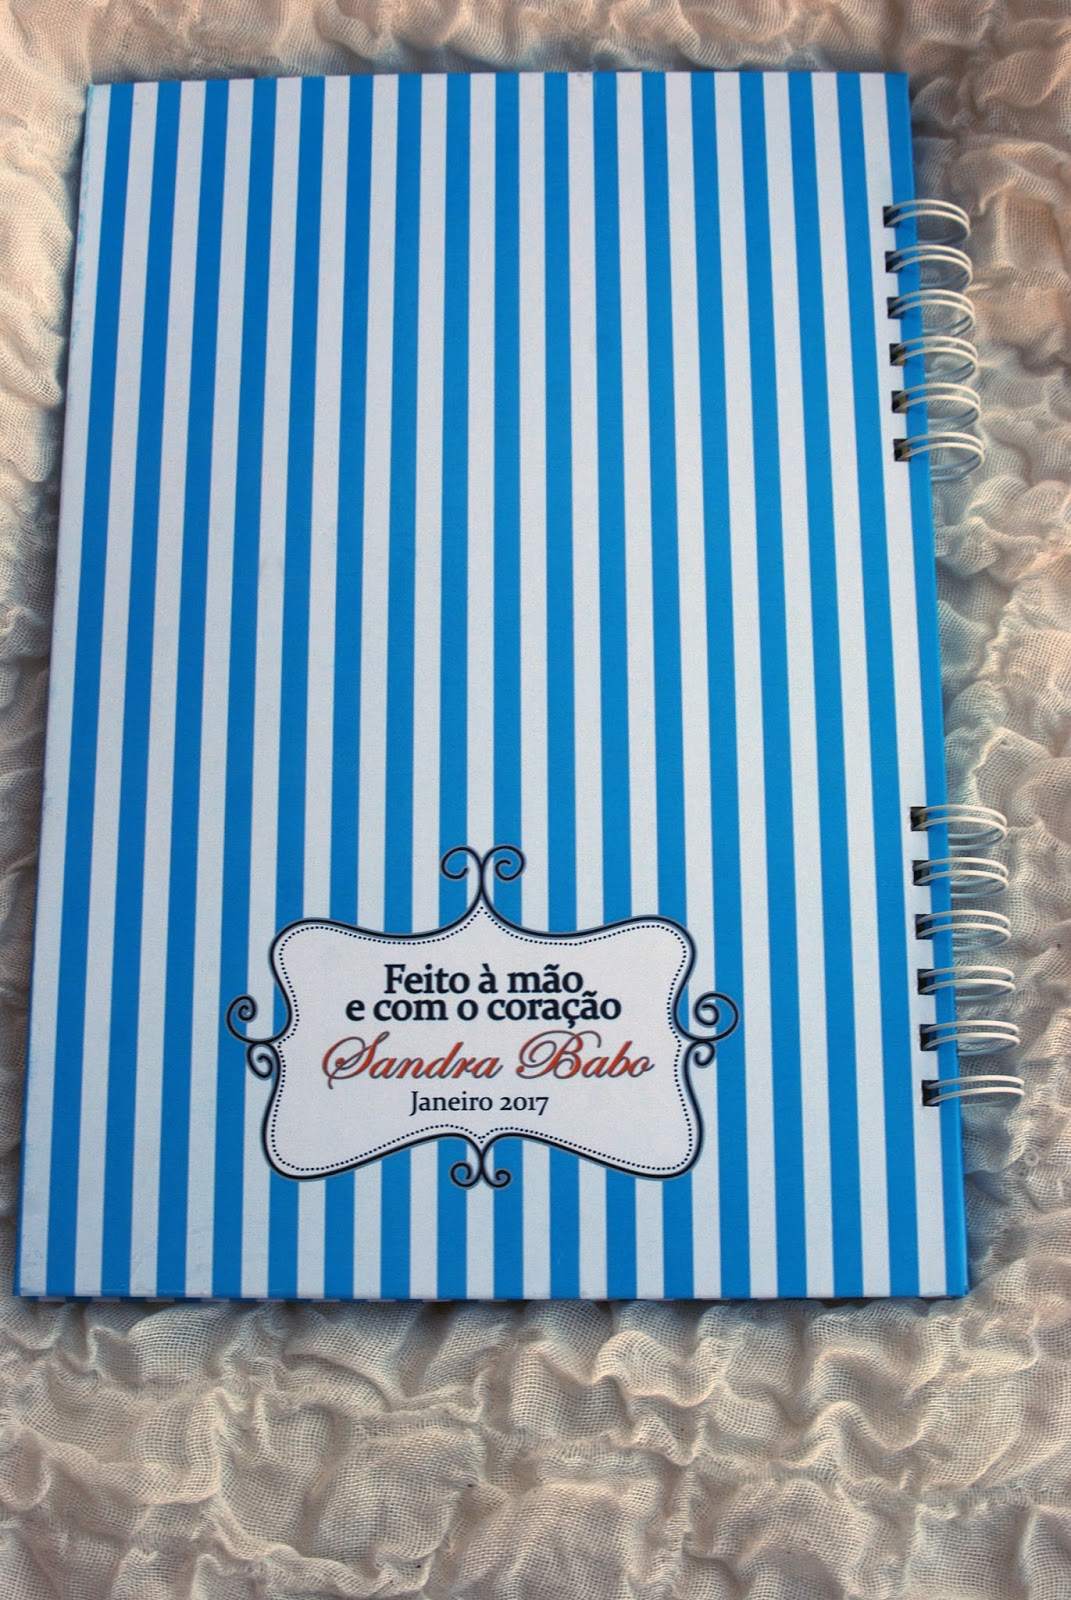 Feito à mão
e com o coração
Sandra Babo
Janeiro 2017